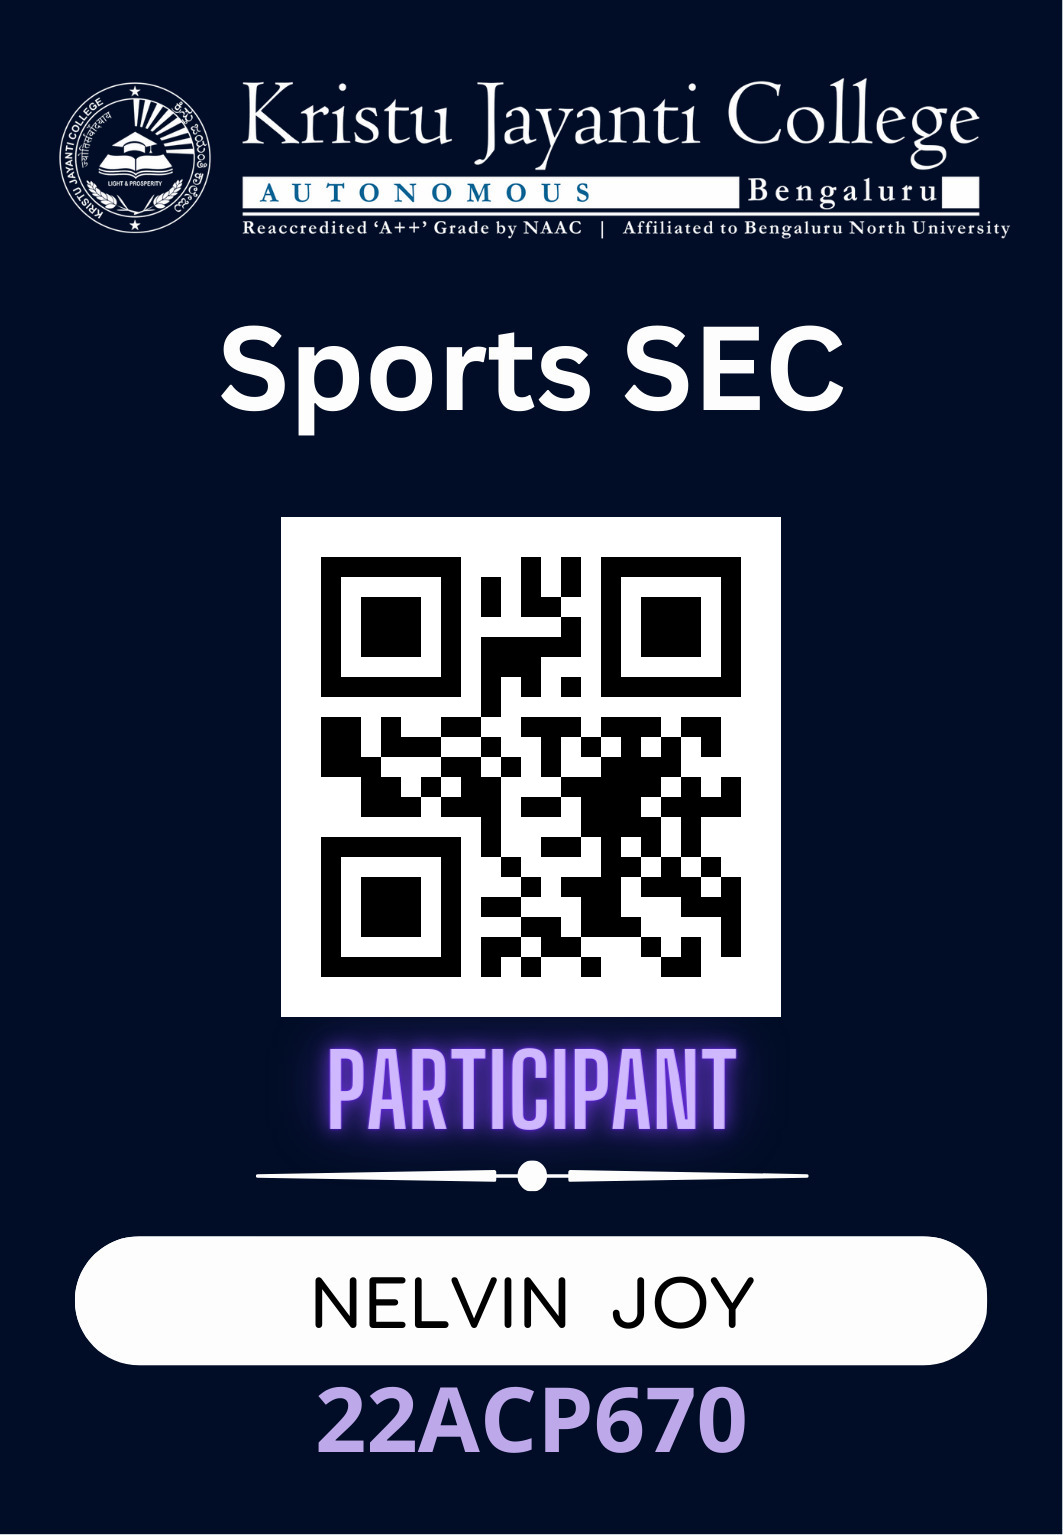 KRISTU JAYANTI COLLEGE
LIGHT & PROSPERITY
Kristu Jayanti College
AUTONOMOUS Bengaluru
Reaccredited ‘A++’ Grade by NAAC | Affiliated to Bengaluru North University
Sports SEC
PARTICIPANT
NELVIN JOY
22ACP670